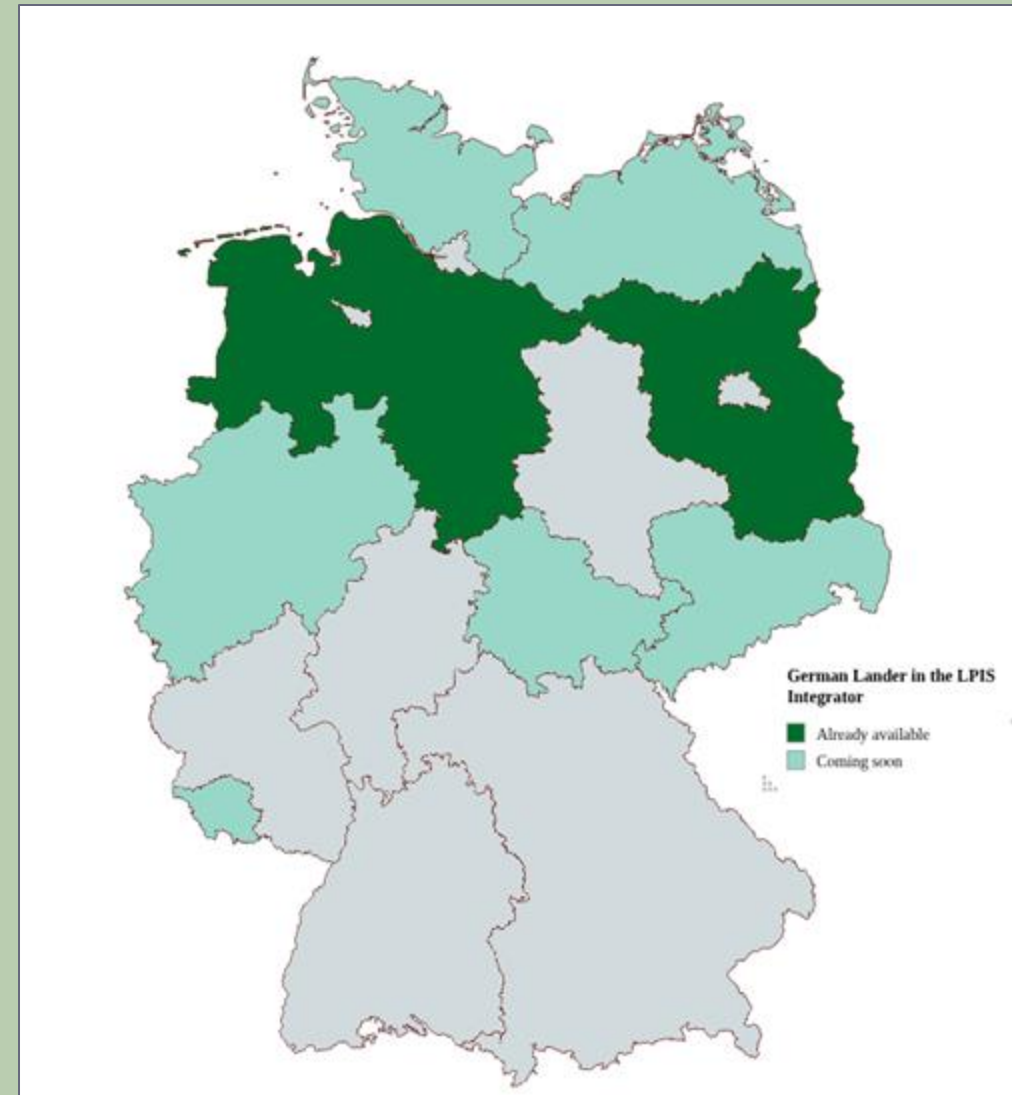 German Lander in the LPIS
Integrator
Already available
Coming soon